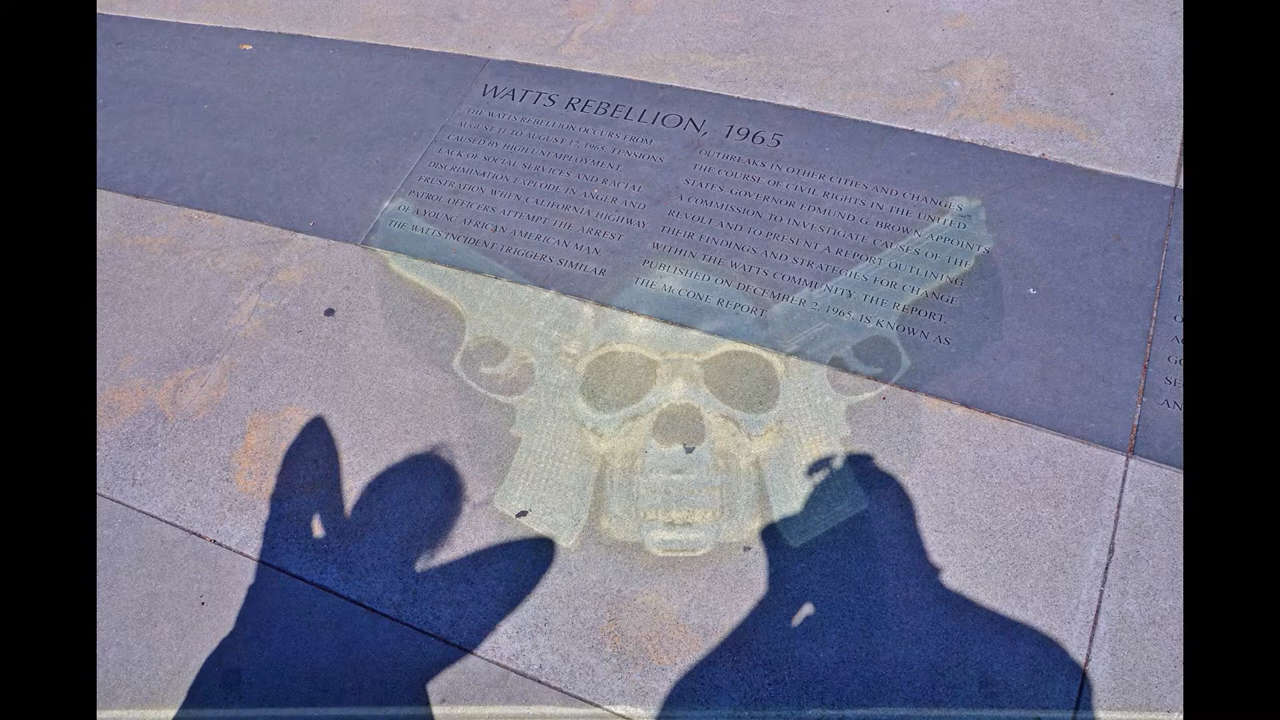 WATTS REBELLION, 1965
THE WATTS REBELLION OCCURS FROM
AUGUST 11 TO AUGUST 17, 1965. TENSIONS
CAUSED BY HIGH UNEMPLOYMENT,
LACK OF SOCIAL SERVICES AND RACIAL
DISCRIMINATION EXPLODE IN ANGER AND
FRUSTRATION WHEN CALIFORNIA HIGHWAY
PATROL OFFICERS ATTEMPT THE ARREST
OF A YOUNG AFRICAN AMERICAN MAN.
THE WATTS INCIDENT TRIGGERS SIMILAR
OUTBREAKS IN OTHER CITIES AND CHANGES
THE COURSE OF CIVIL RIGHTS IN THE UNITED
STATES. GOVERNOR EDMUND G. BROWN APPOINTS
A COMMISSION TO INVESTIGATE CAUSES OF THE
REVOLT AND TO PRESENT A REPORT OUTLINING
THEIR FINDINGS AND STRATEGIES FOR CHANGE
WITHIN THE WATTS COMMUNITY. THE REPORT,
PUBLISHED ON DECEMBER 2, 1965, IS KNOWN AS
THE McCONE REPORT.